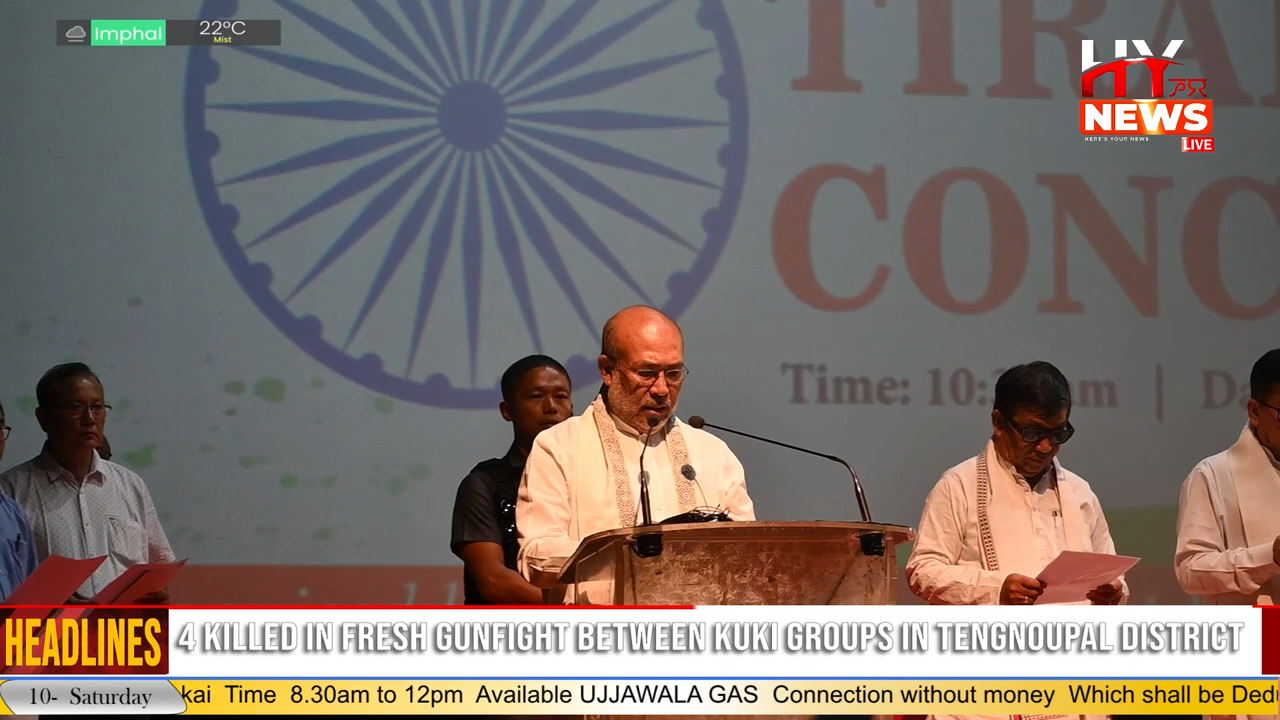 Imphal
22°C
Mist
HY
NEWS
HERE'S YOUR NEWS
LIVE
CONC
Time: 10:
am | Da
HEADLINES
4 KILLED IN FRESH GUNFIGHT BETWEEN KUKI GROUPS IN TENGNOUPAL DISTRICT
10- Saturday
kai Time 8.30am to 12pm Available UJJAWALA GAS Connection without money Which shall be Ded